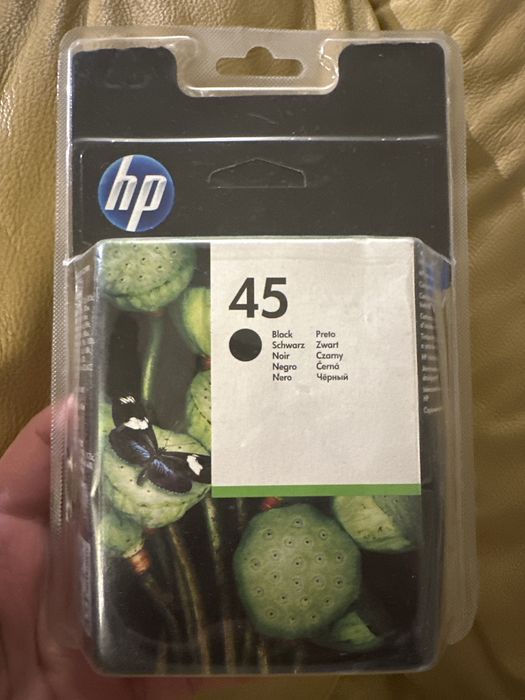 hp
45
Black Preto
Schwarz Zwart
Noir Czarny
Negro Černá
Nero Чёрный